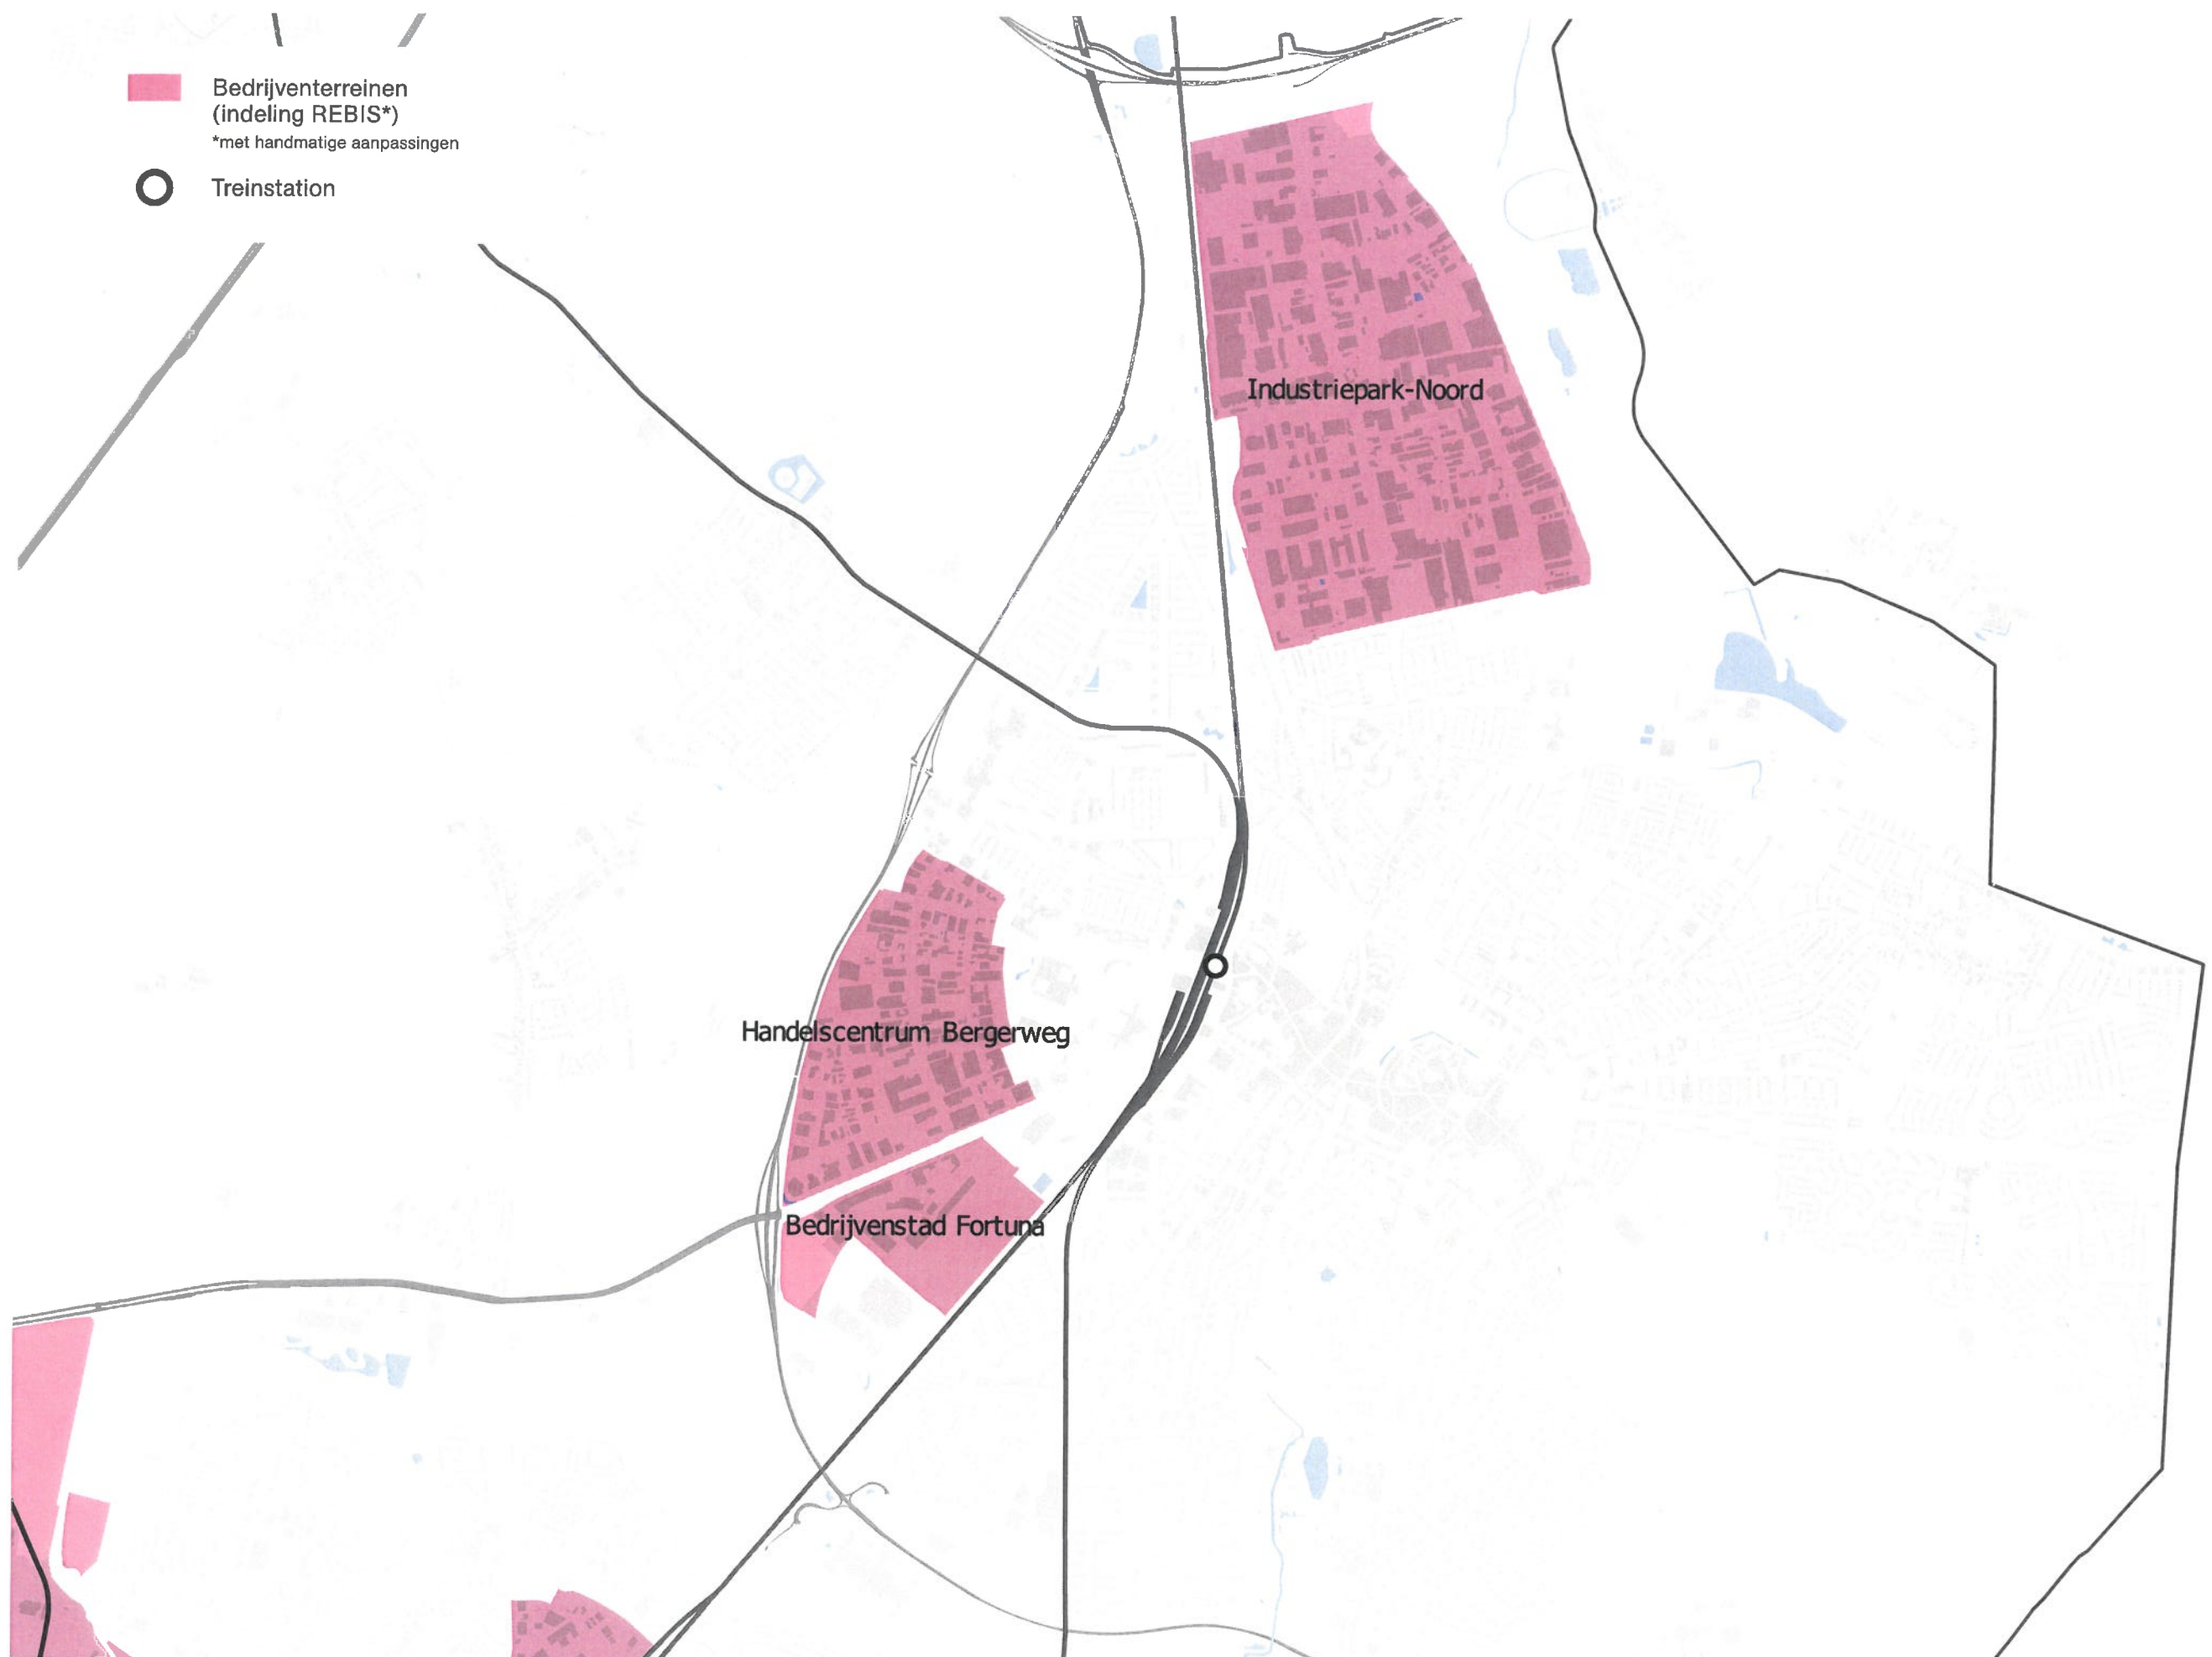 Bedrijventerreinen
(indeling REBIS*)
*met handmatige aanpassingen
Treinstation
Industriepark-Noord
Handelscentrum Bergerweg
Bedrijvenstad Fortuna